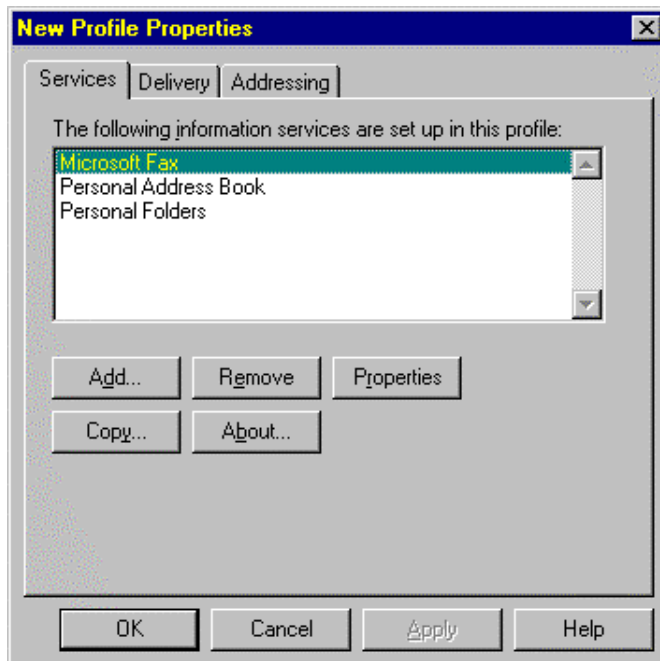 New Profile Properties
Services Delivery Addressing
The following information services are set up in this profile:
Microsoft Fax
Personal Address Book
Personal Folders
Add... Remove Properties
Copy... About...
OK Cancel Apply Help